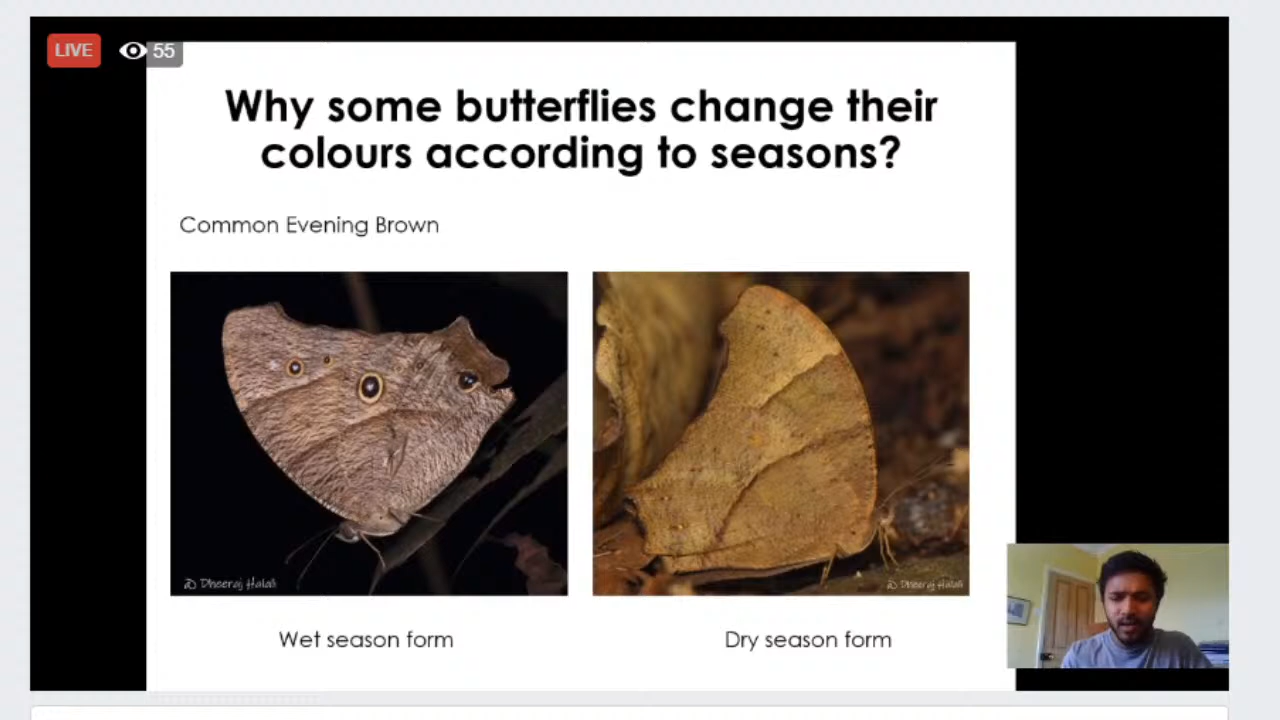 LIVE 55
Why some butterflies change their
colours according to seasons?
Common Evening Brown
Dheeraj Halali
Dheeraj Halali
Wet season form
Dry season form